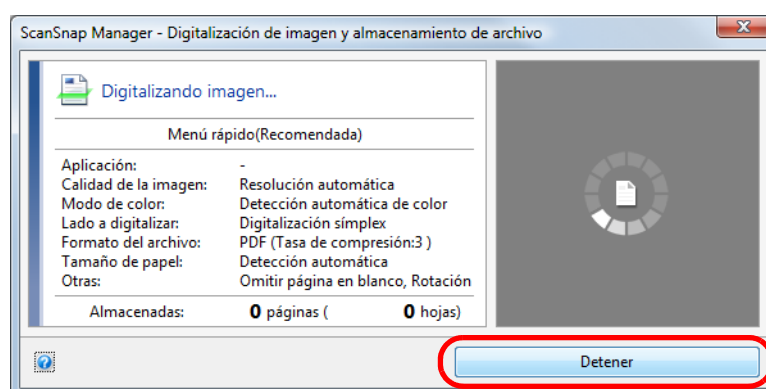 ScanSnap Manager - Digitalización de imagen y almacenamiento de archivo
Digitalizando imagen...
Menú rápido(Recomendada)
Aplicación: -
Calidad de la imagen: Resolución automática
Modo de color: Detección automática de color
Lado a digitalizar: Digitalización símplex
Formato del archivo: PDF (Tasa de compresión:3 )
Tamaño de papel: Detección automática
Otras: Omitir página en blanco, Rotación
Almacenadas: 0 páginas ( 0 hojas)
Detener